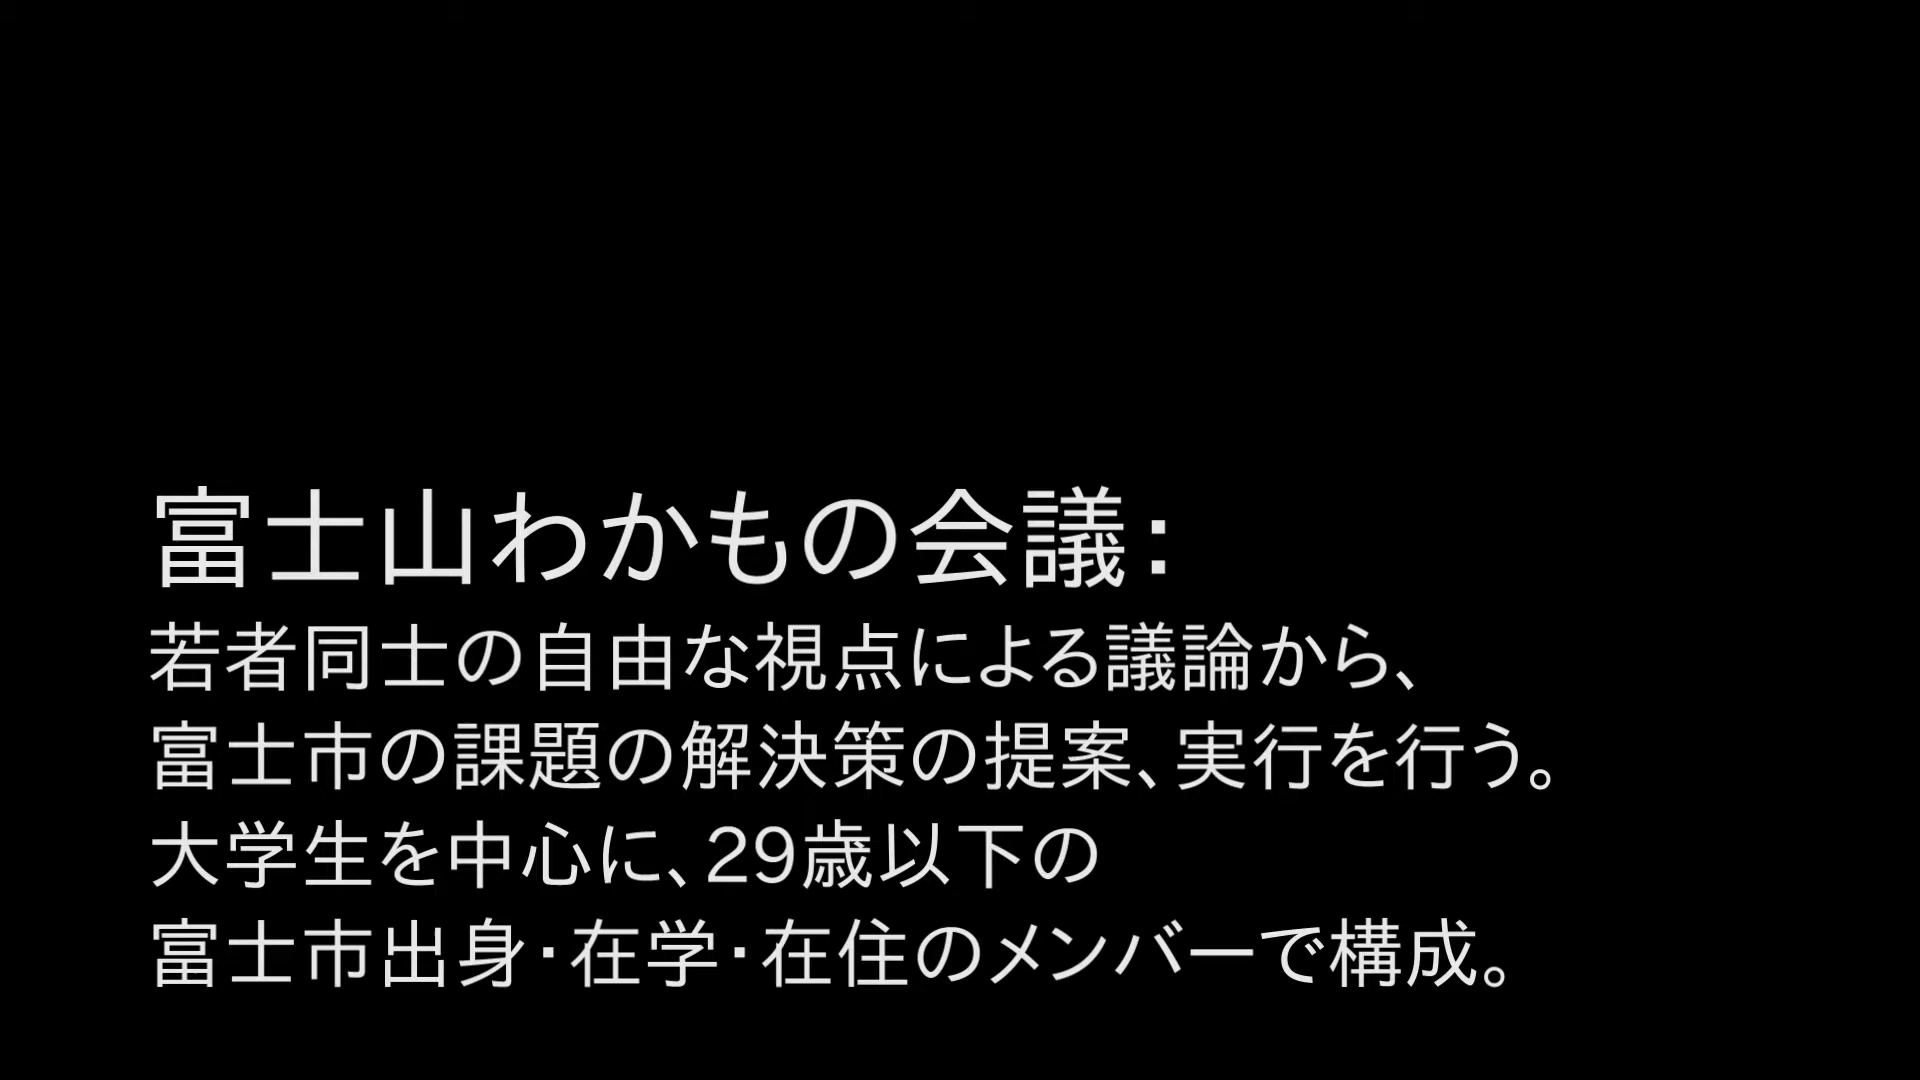 富士山わかもの会議：
若者同士の自由な視点による議論から、
富士市の課題の解決策の提案、実行を行う。
大学生を中心に、29歳以下の
富士市出身・在学・在住のメンバーで構成。